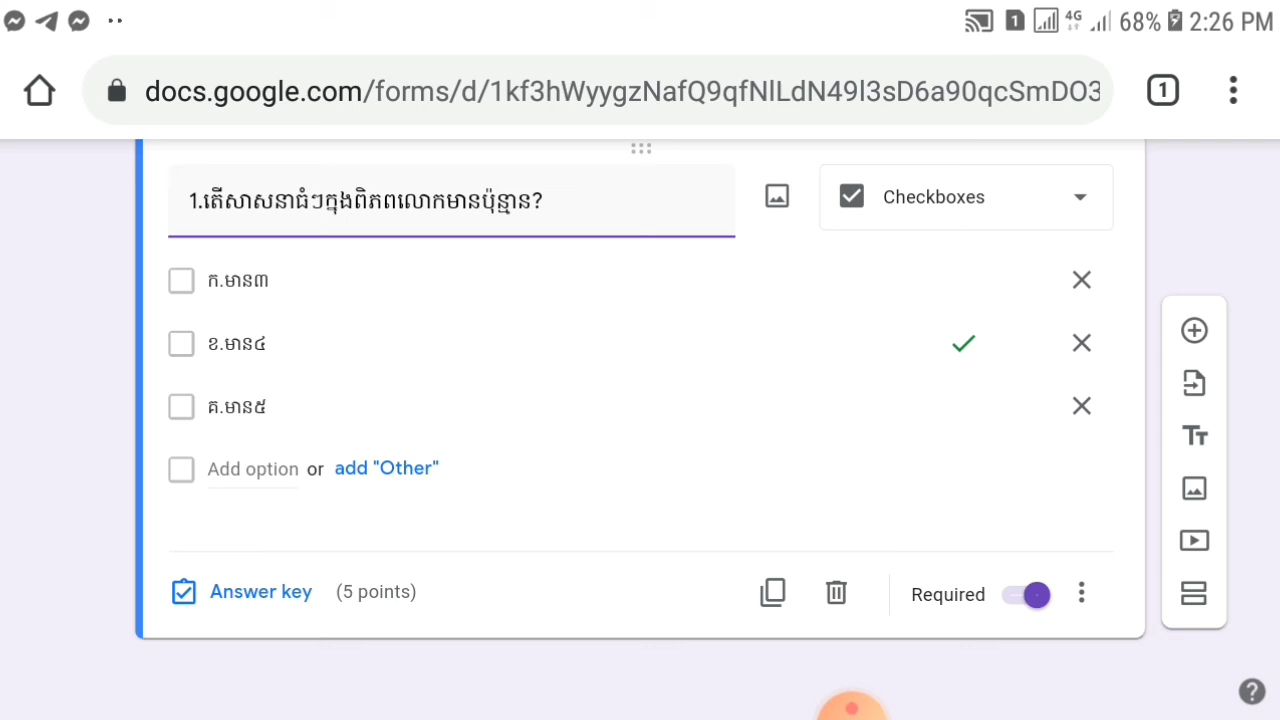 1 4G 68% 2:26 PM
docs.google.com/forms/d/1kf3hWyygzNafQ9qfNlLdN49l3sD6a90qcSmDO3 1
1.តើសាសនាធំៗក្នុងពិភពលោកមានប៉ុន្មាន? Checkboxes
ក.មាន៣
ខ.មាន៤
គ.មាន៥
Add option or add "Other"
Answer key (5 points) Required